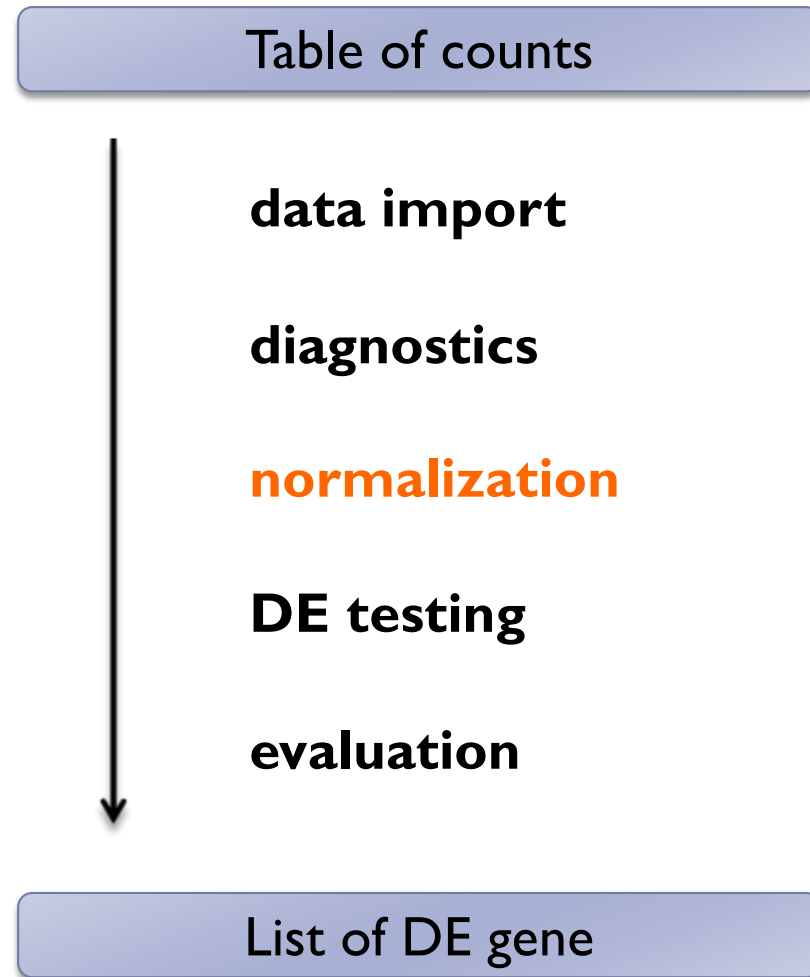 Table of counts
data import
diagnostics
normalization
DE testing
evaluation
List of DE gene